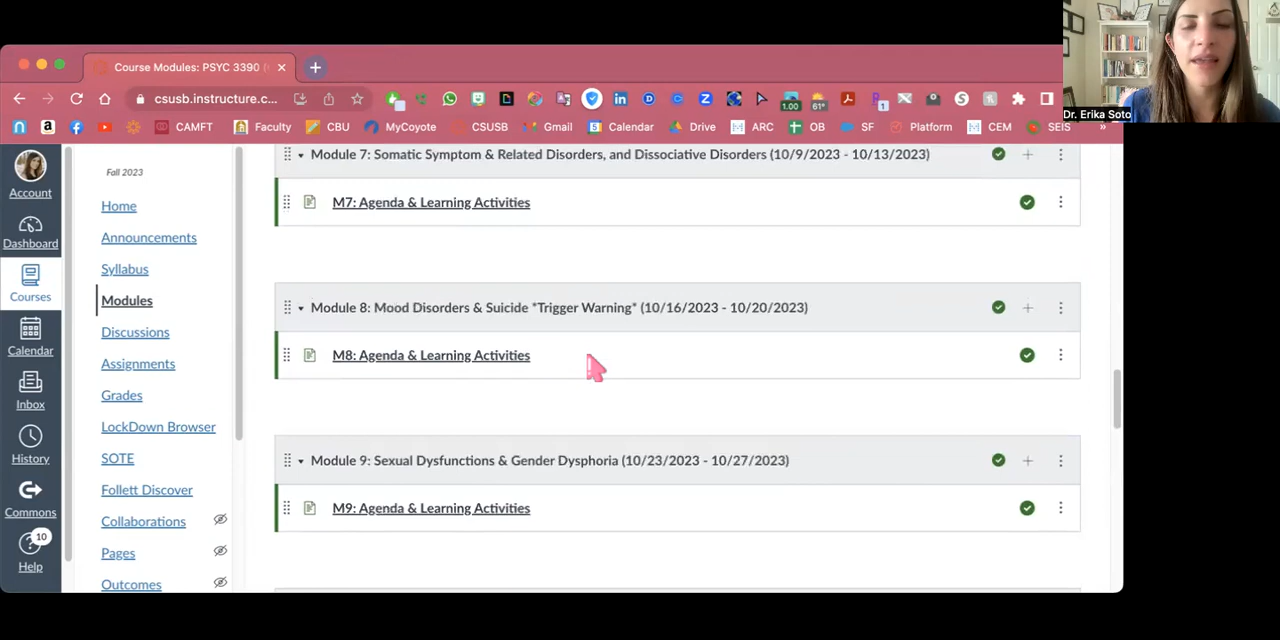 Dr. Erika Soto
Course Modules: PSYC 3390 (
csusb.instructure.c...
1.00
61°
1
CAMFT
Faculty
CBU
MyCoyote
CSUSB
Gmail
Calendar
Drive
ARC
OB
SF
Platform
CEM
SEIS
»
Account
Dashboard
Courses
Calendar
Inbox
History
Commons
10
Help
Fall 2023
Home
Announcements
Syllabus
Modules
Discussions
Assignments
Grades
LockDown Browser
SOTE
Follett Discover
Collaborations
Pages
Outcomes
Module 7: Somatic Symptom & Related Disorders, and Dissociative Disorders (10/9/2023 - 10/13/2023)
M7: Agenda & Learning Activities
Module 8: Mood Disorders & Suicide *Trigger Warning* (10/16/2023 - 10/20/2023)
M8: Agenda & Learning Activities
Module 9: Sexual Dysfunctions & Gender Dysphoria (10/23/2023 - 10/27/2023)
M9: Agenda & Learning Activities